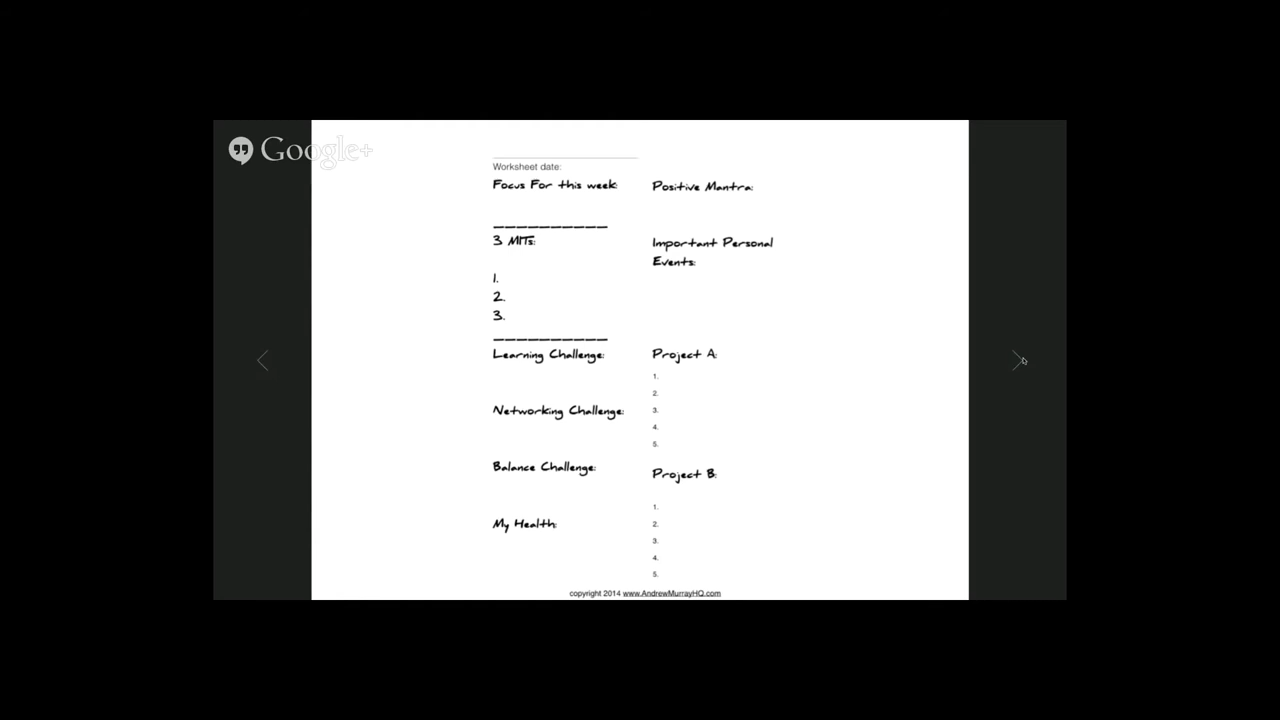 Google+
Worksheet date:
Focus For this week:
__________
3 MITs:
1.
2.
3.
__________
Learning Challenge:
Networking Challenge:
Balance Challenge:
My Health:
Positive Mantra:
Important Personal
Events:
Project A:
1.
2.
3.
4.
5.
Project B:
1.
2.
3.
4.
5.
copyright 2014 www.AndrewMurrayHQ.com